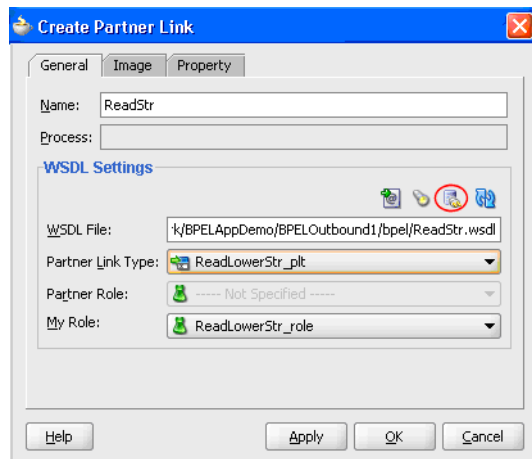 Create Partner Link
General Image Property
Name: ReadStr
Process:
WSDL Settings
WSDL File: 'k/BPELAppDemo/BPELOutbound1/bpel/ReadStr.wsdl
Partner Link Type: ReadLowerStr_plt
Partner Role: ----- Not Specified -----
My Role: ReadLowerStr_role
Help Apply OK Cancel